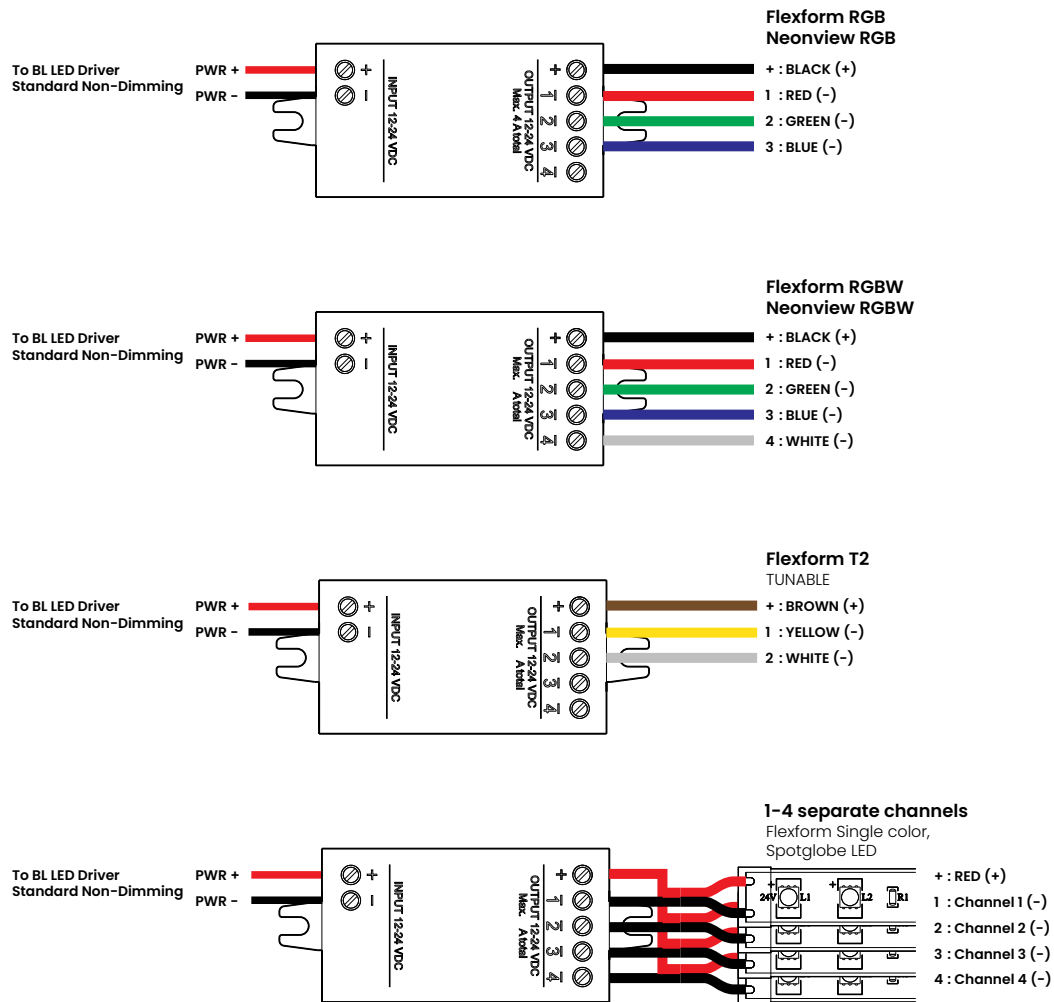 Flexform RGB
Neonview RGB
To BL LED Driver
Standard Non-Dimming
PWR +
PWR -
+
-
INPUT 12-24 VDC
OUTPUT 12-24 VDC
Max. 4 A total
+
1
2
3
4
+ : BLACK (+)
1 : RED (-)
2 : GREEN (-)
3 : BLUE (-)
Flexform RGBW
Neonview RGBW
To BL LED Driver
Standard Non-Dimming
PWR +
PWR -
+
-
INPUT 12-24 VDC
OUTPUT 12-24 VDC
Max. A total
+
1
2
3
4
+ : BLACK (+)
1 : RED (-)
2 : GREEN (-)
3 : BLUE (-)
4 : WHITE (-)
Flexform T2
TUNABLE
To BL LED Driver
Standard Non-Dimming
PWR +
PWR -
+
-
INPUT 12-24 VDC
OUTPUT 12-24 VDC
Max. A total
+
1
2
3
4
+ : BROWN (+)
1 : YELLOW (-)
2 : WHITE (-)
1-4 separate channels
Flexform Single color,
Spotglobe LED
To BL LED Driver
Standard Non-Dimming
PWR +
PWR -
+
-
INPUT 12-24 VDC
OUTPUT 12-24 VDC
Max. A total
+
1
2
3
4
+ +
24V L1 L2 R1
+ : RED (+)
1 : Channel 1 (-)
2 : Channel 2 (-)
3 : Channel 3 (-)
4 : Channel 4 (-)